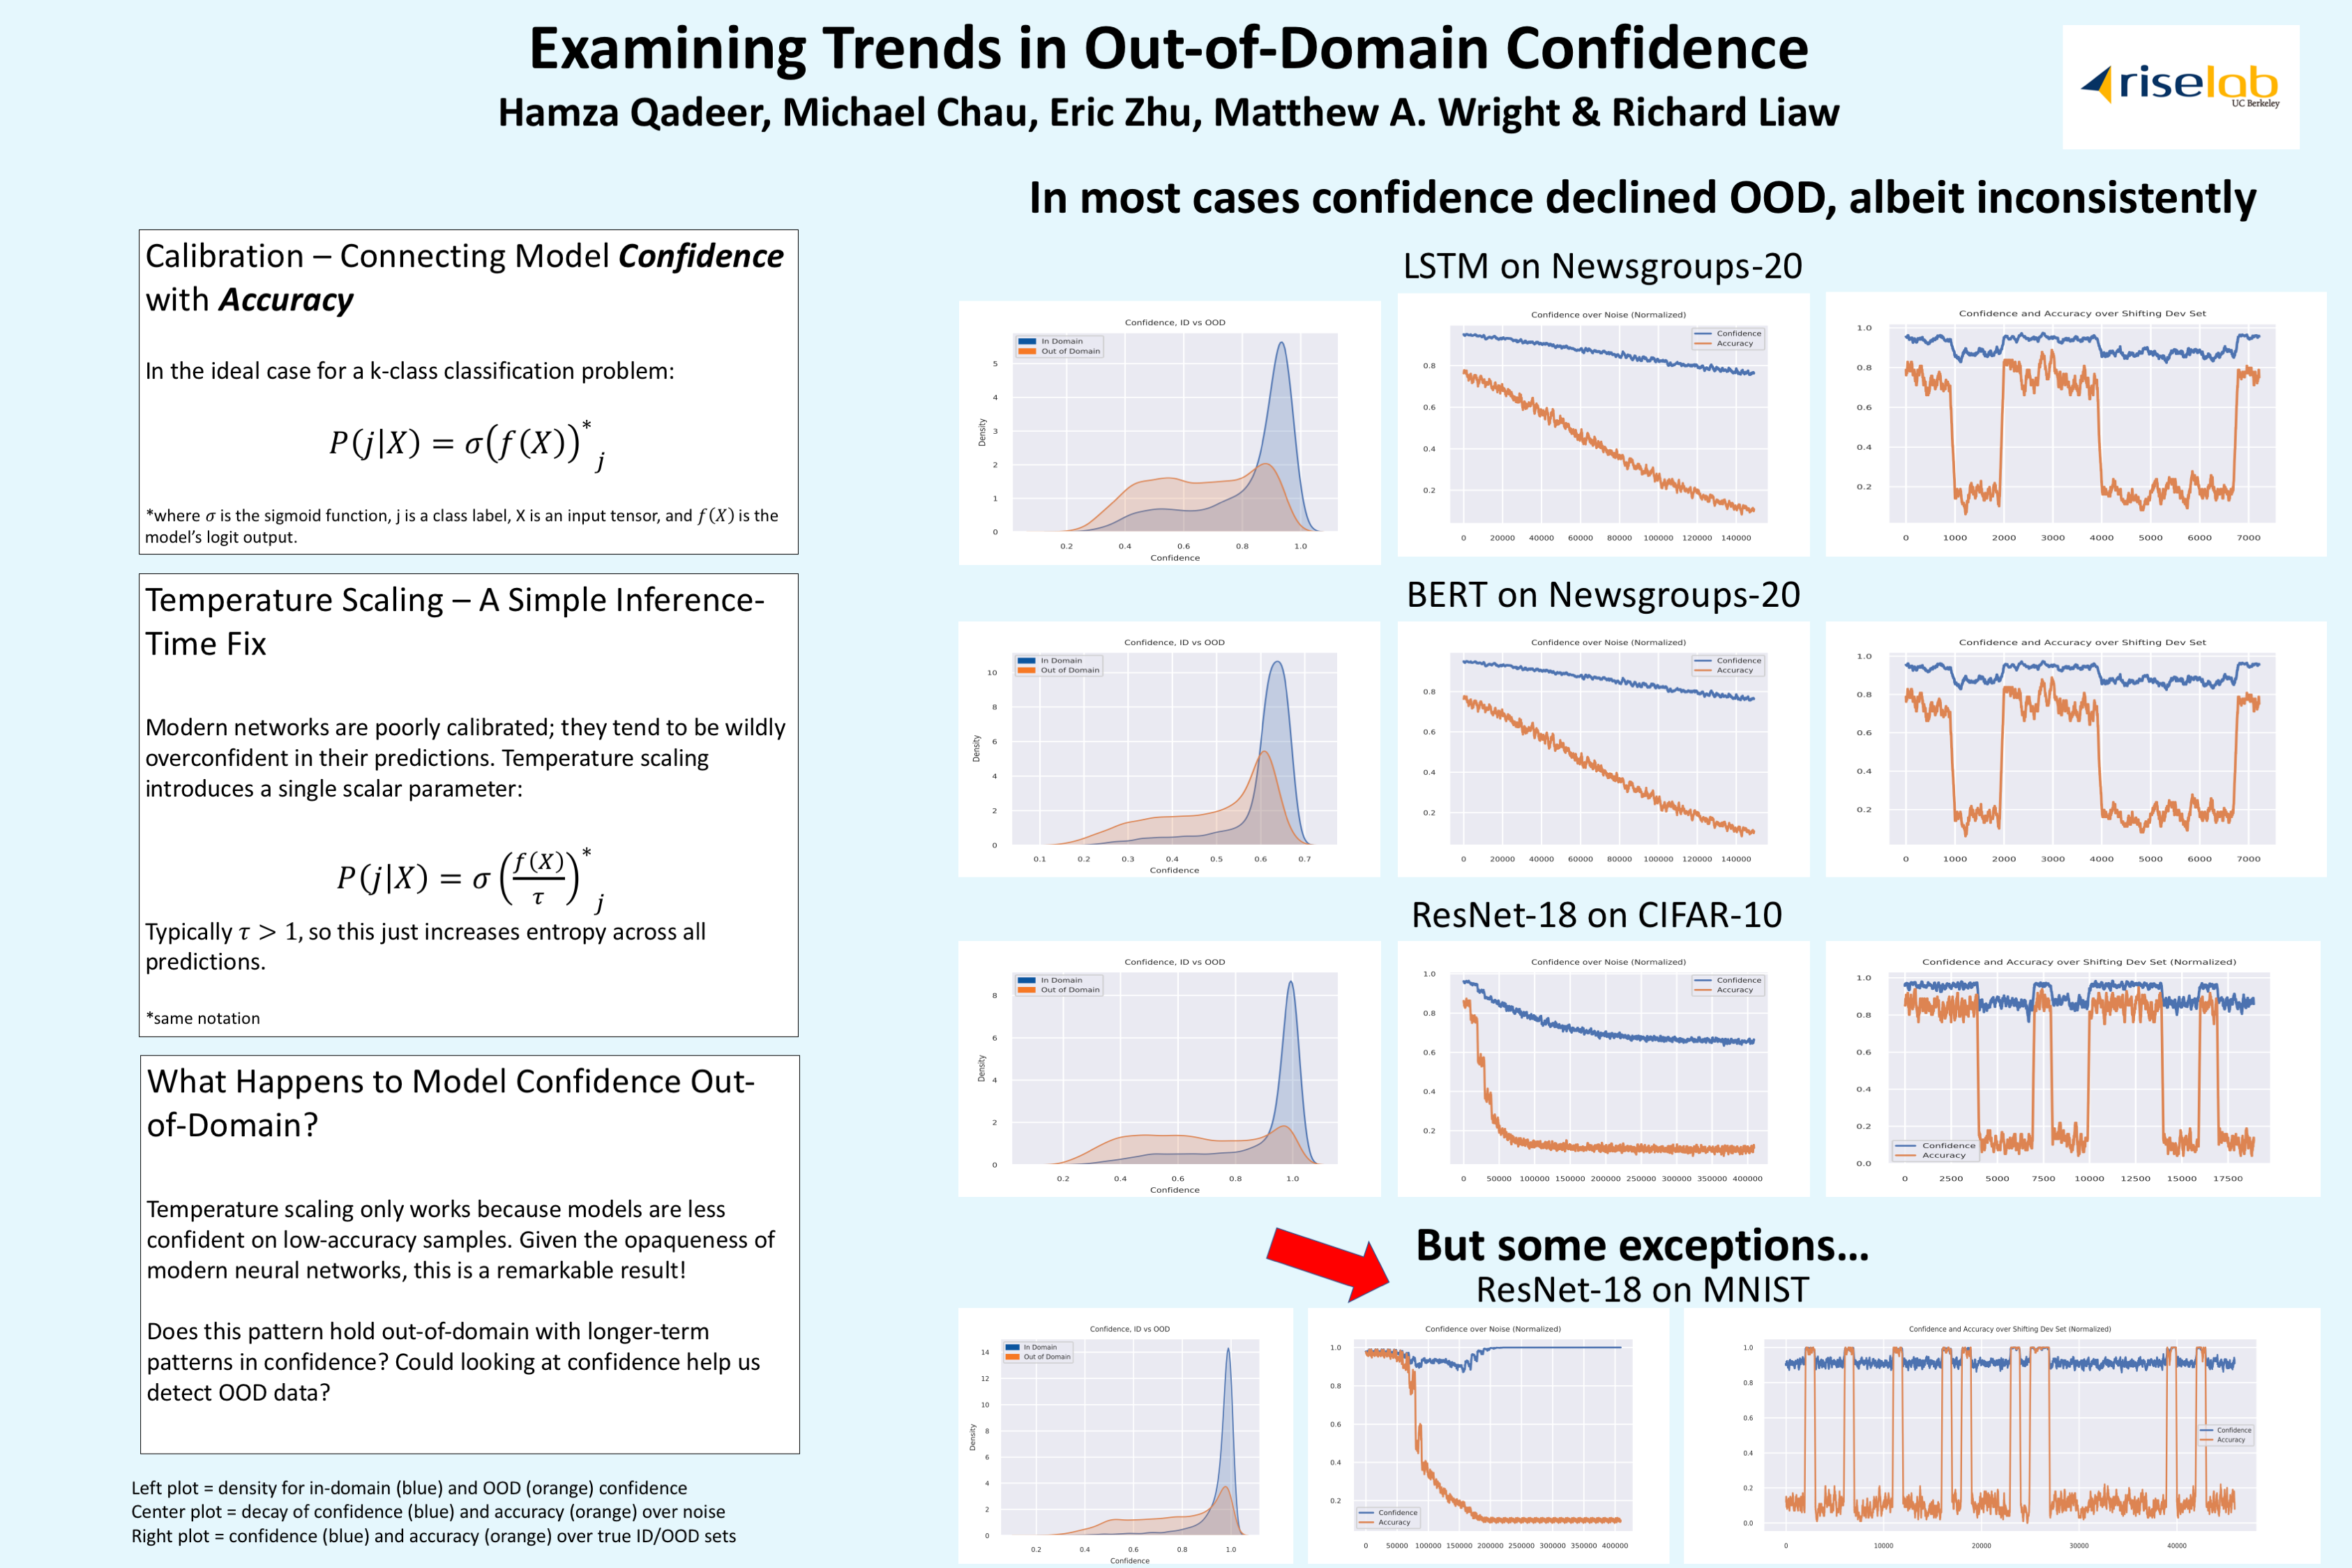 Examining Trends in Out-of-Domain Confidence
Hamza Qadeer, Michael Chau, Eric Zhu, Matthew A. Wright & Richard Liaw
riselab
UC Berkeley
Calibration – Connecting Model Confidence
with Accuracy
In the ideal case for a k-class classification problem:
P(j|X) = σ(f(X))*j
*where σ is the sigmoid function, j is a class label, X is an input tensor, and f(X) is the
model's logit output.
Temperature Scaling – A Simple Inference-
Time Fix
Modern networks are poorly calibrated; they tend to be wildly
overconfident in their predictions. Temperature scaling
introduces a single scalar parameter:
P(j|X) = σ(f(X)/τ)*j
Typically τ > 1, so this just increases entropy across all
predictions.
*same notation
What Happens to Model Confidence Out-
of-Domain?
Temperature scaling only works because models are less
confident on low-accuracy samples. Given the opaqueness of
modern neural networks, this is a remarkable result!
Does this pattern hold out-of-domain with longer-term
patterns in confidence? Could looking at confidence help us
detect OOD data?
Left plot = density for in-domain (blue) and OOD (orange) confidence
Center plot = decay of confidence (blue) and accuracy (orange) over noise
Right plot = confidence (blue) and accuracy (orange) over true ID/OOD sets
In most cases confidence declined OOD, albeit inconsistently
LSTM on Newsgroups-20
Confidence, ID vs OOD
In Domain
Out of Domain
Density
5
4
3
2
1
0
0.2 0.4 0.6 0.8 1.0
Confidence
Confidence over Noise (Normalized)
Confidence
Accuracy
0.8
0.6
0.4
0.2
0 20000 40000 60000 80000 100000 120000 140000
Confidence and Accuracy over Shifting Dev Set
1.0
0.8
0.6
0.4
0.2
0 1000 2000 3000 4000 5000 6000 7000
BERT on Newsgroups-20
Confidence, ID vs OOD
In Domain
Out of Domain
Density
10
8
6
4
2
0
0.1 0.2 0.3 0.4 0.5 0.6 0.7
Confidence
Confidence over Noise (Normalized)
Confidence
Accuracy
0.8
0.6
0.4
0.2
0 20000 40000 60000 80000 100000 120000 140000
Confidence and Accuracy over Shifting Dev Set
1.0
0.8
0.6
0.4
0.2
0 1000 2000 3000 4000 5000 6000 7000
ResNet-18 on CIFAR-10
Confidence, ID vs OOD
In Domain
Out of Domain
Density
8
6
4
2
0
0.2 0.4 0.6 0.8 1.0
Confidence
Confidence over Noise (Normalized)
Confidence
Accuracy
1.0
0.8
0.6
0.4
0.2
0 50000 100000 150000 200000 250000 300000 350000 400000
Confidence and Accuracy over Shifting Dev Set (Normalized)
1.0
0.8
0.6
0.4
0.2
0.0
Confidence
Accuracy
0 2500 5000 7500 10000 12500 15000 17500
But some exceptions...
ResNet-18 on MNIST
Confidence, ID vs OOD
In Domain
Out of Domain
Density
14
12
10
8
6
4
2
0
0.2 0.4 0.6 0.8 1.0
Confidence
Confidence over Noise (Normalized)
1.0
0.8
0.6
0.4
0.2
Confidence
Accuracy
0 50000 100000 150000 200000 250000 300000 350000 400000
Confidence and Accuracy over Shifting Dev Set (Normalized)
1.0
0.8
0.6
0.4
0.2
0.0
Confidence
Accuracy
0 10000 20000 30000 40000